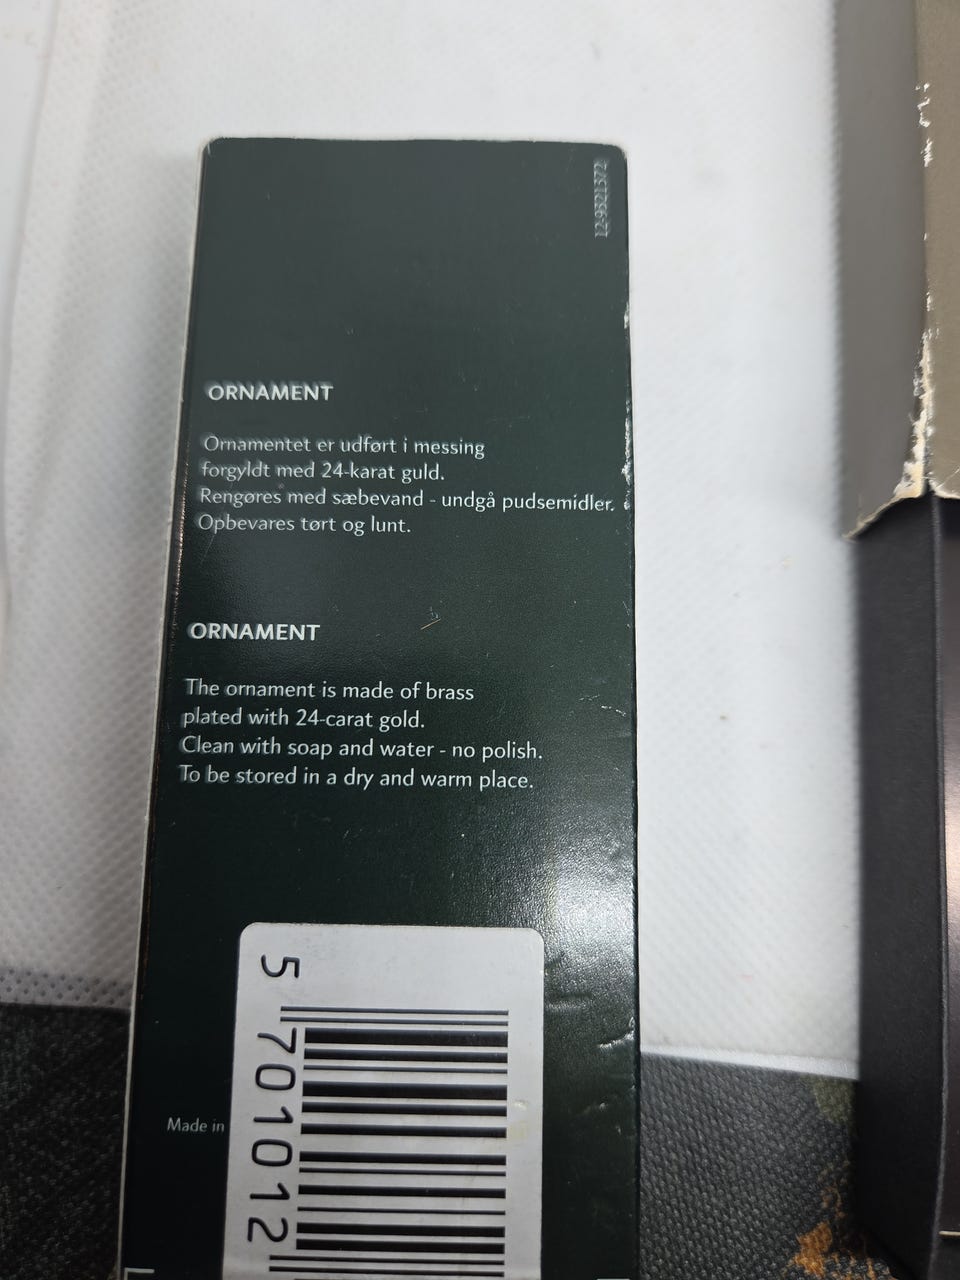 12-9321372
ORNAMENT
Ornamentet er udført i messing
forgyldt med 24-karat guld.
Rengøres med sæbevand - undgå pudsemidler.
Opbevares tørt og lunt.
ORNAMENT
The ornament is made of brass
plated with 24-carat gold.
Clean with soap and water - no polish.
To be stored in a dry and warm place.
Made in
5 701012